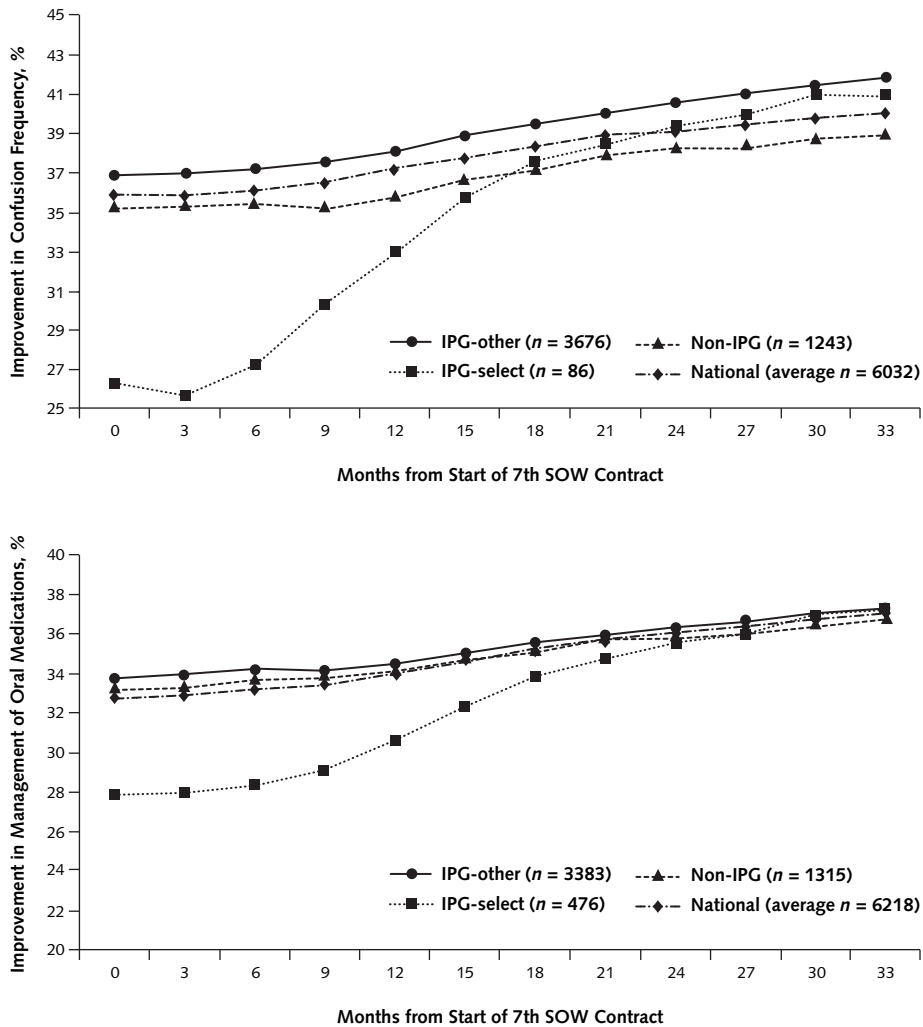 Improvement in Confusion Frequency, %
45
43
41
39
37
35
33
31
29
27
25
IPG-other (n = 3676)
Non-IPG (n = 1243)
IPG-select (n = 86)
National (average n = 6032)
0 3 6 9 12 15 18 21 24 27 30 33
Months from Start of 7th SOW Contract
Improvement in Management of Oral Medications, %
40
38
36
34
32
30
28
26
24
22
20
IPG-other (n = 3383)
Non-IPG (n = 1315)
IPG-select (n = 476)
National (average n = 6218)
0 3 6 9 12 15 18 21 24 27 30 33
Months from Start of 7th SOW Contract